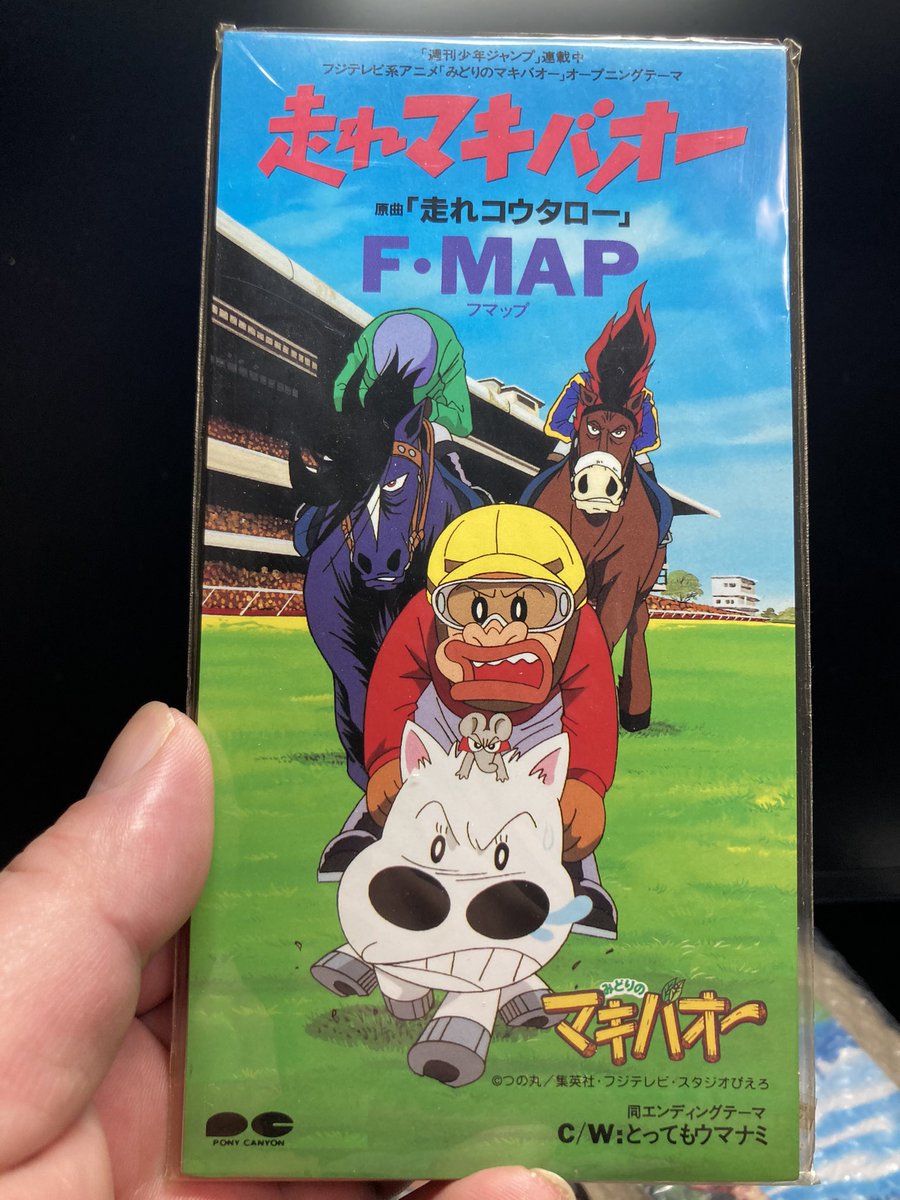 「週刊少年ジャンプ」連載中
フジテレビ系アニメ「みどりのマキバオー」オープニングテーマ
走れマキバオー
原曲「走れコウタロー」
F・MAP
フマップ
みどりの
マキバオー
©つの丸／集英社・フジテレビ・スタジオぴえろ
同エンディングテーマ
C/W:とってもウマナミ
PC
PONY CANYON